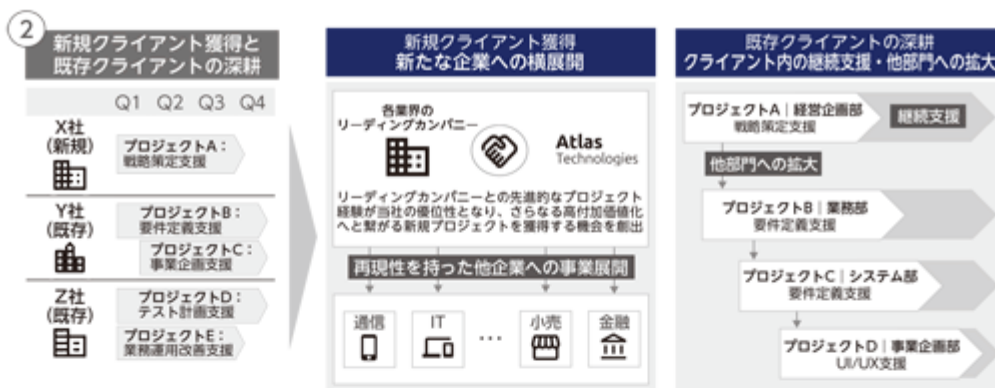 2
新規クライアント獲得と
既存クライアントの深耕
Q1 Q2 Q3 Q4
X社
(新規)
プロジェクトA：
戦略策定支援
Y社
(既存)
プロジェクトB：
要件定義支援
プロジェクトC：
事業企画支援
Z社
(既存)
プロジェクトD：
テスト計画支援
プロジェクトE：
業務運用改善支援
新規クライアント獲得
新たな企業への横展開
各業界の
リーディングカンパニー
Atlas
Technologies
リーディングカンパニーとの先進的なプロジェクト
経験が当社の優位性となり、さらなる高付加価値化
へと繋がる新規プロジェクトを獲得する機会を創出
再現性を持った他企業への事業展開
通信
IT
…
小売
金融
既存クライアントの深耕
クライアント内の継続支援・他部門への拡大
プロジェクトA｜経営企画部
戦略策定支援
継続支援
他部門への拡大
プロジェクトB｜業務部
要件定義支援
プロジェクトC｜システム部
要件定義支援
プロジェクトD｜事業企画部
UI/UX支援